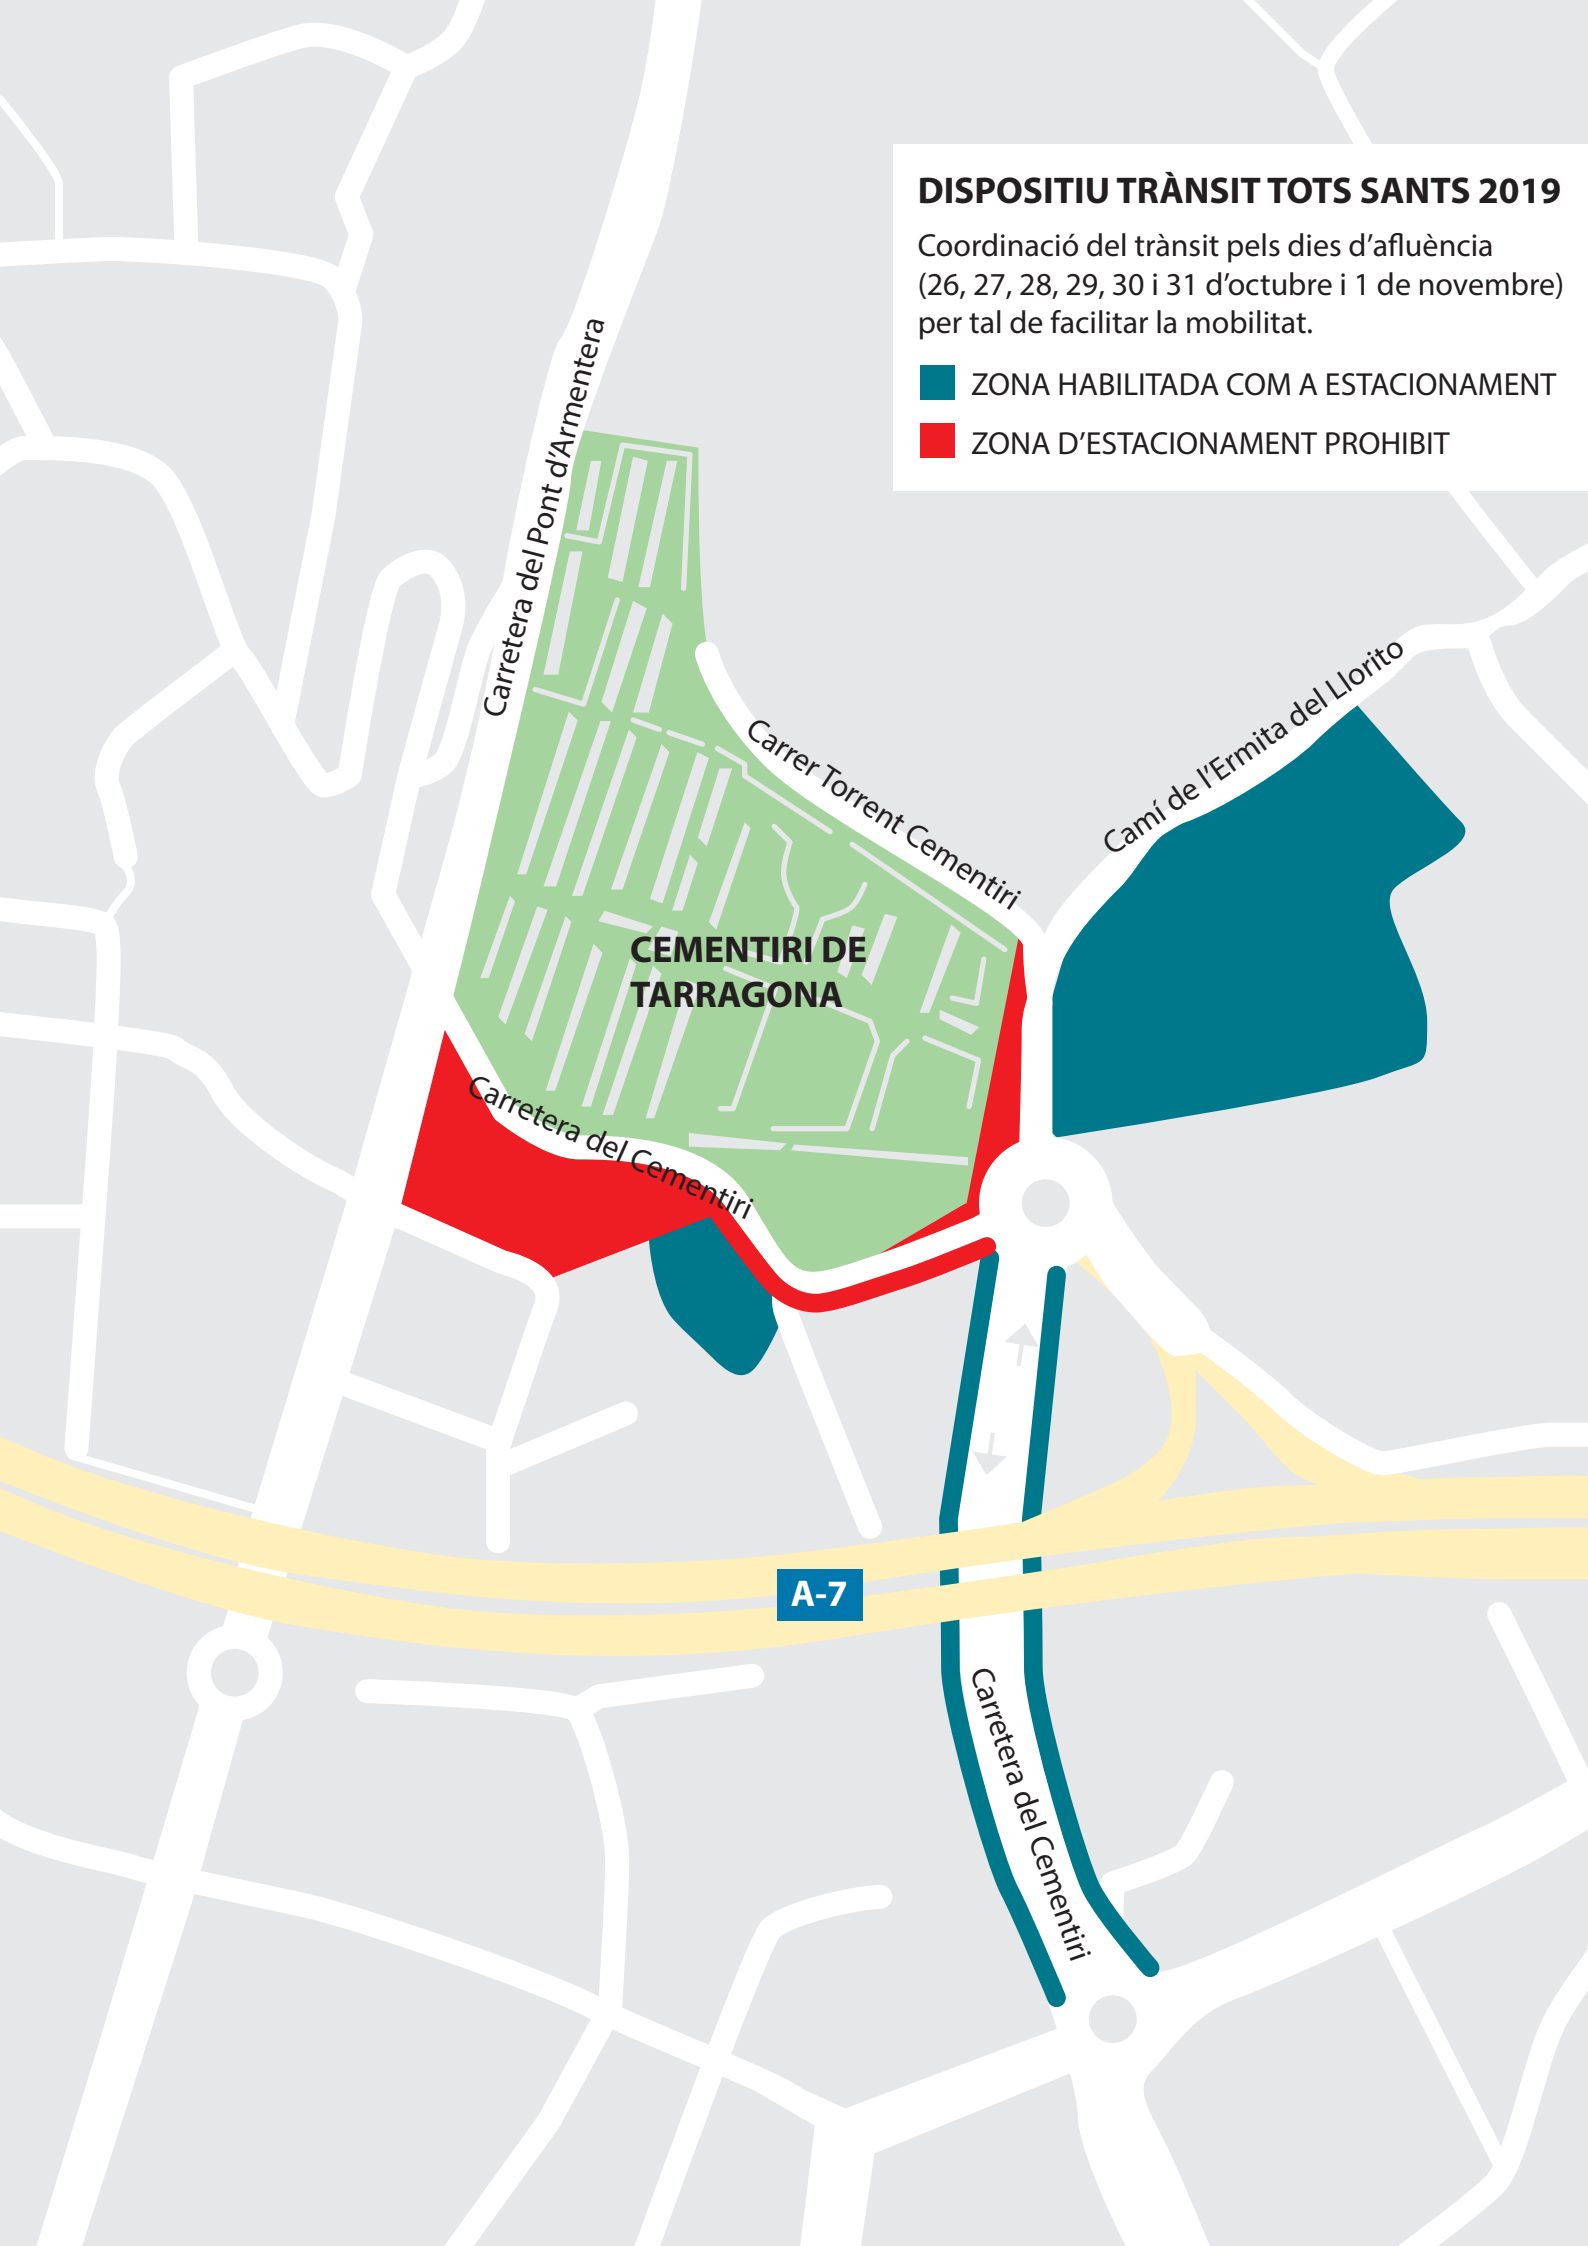 DISPOSITIU TRÀNSIT TOTS SANTS 2019
Coordinació del trànsit pels dies d’afluència
(26, 27, 28, 29, 30 i 31 d’octubre i 1 de novembre)
per tal de facilitar la mobilitat.
ZONA HABILITADA COM A ESTACIONAMENT
ZONA D’ESTACIONAMENT PROHIBIT
Carretera del Pont d’Armentera
Carrer Torrent Cementiri
Camí de l’Ermita del Llorito
CEMENTIRI DE
TARRAGONA
Carretera del Cementiri
A-7
Carretera del Cementiri